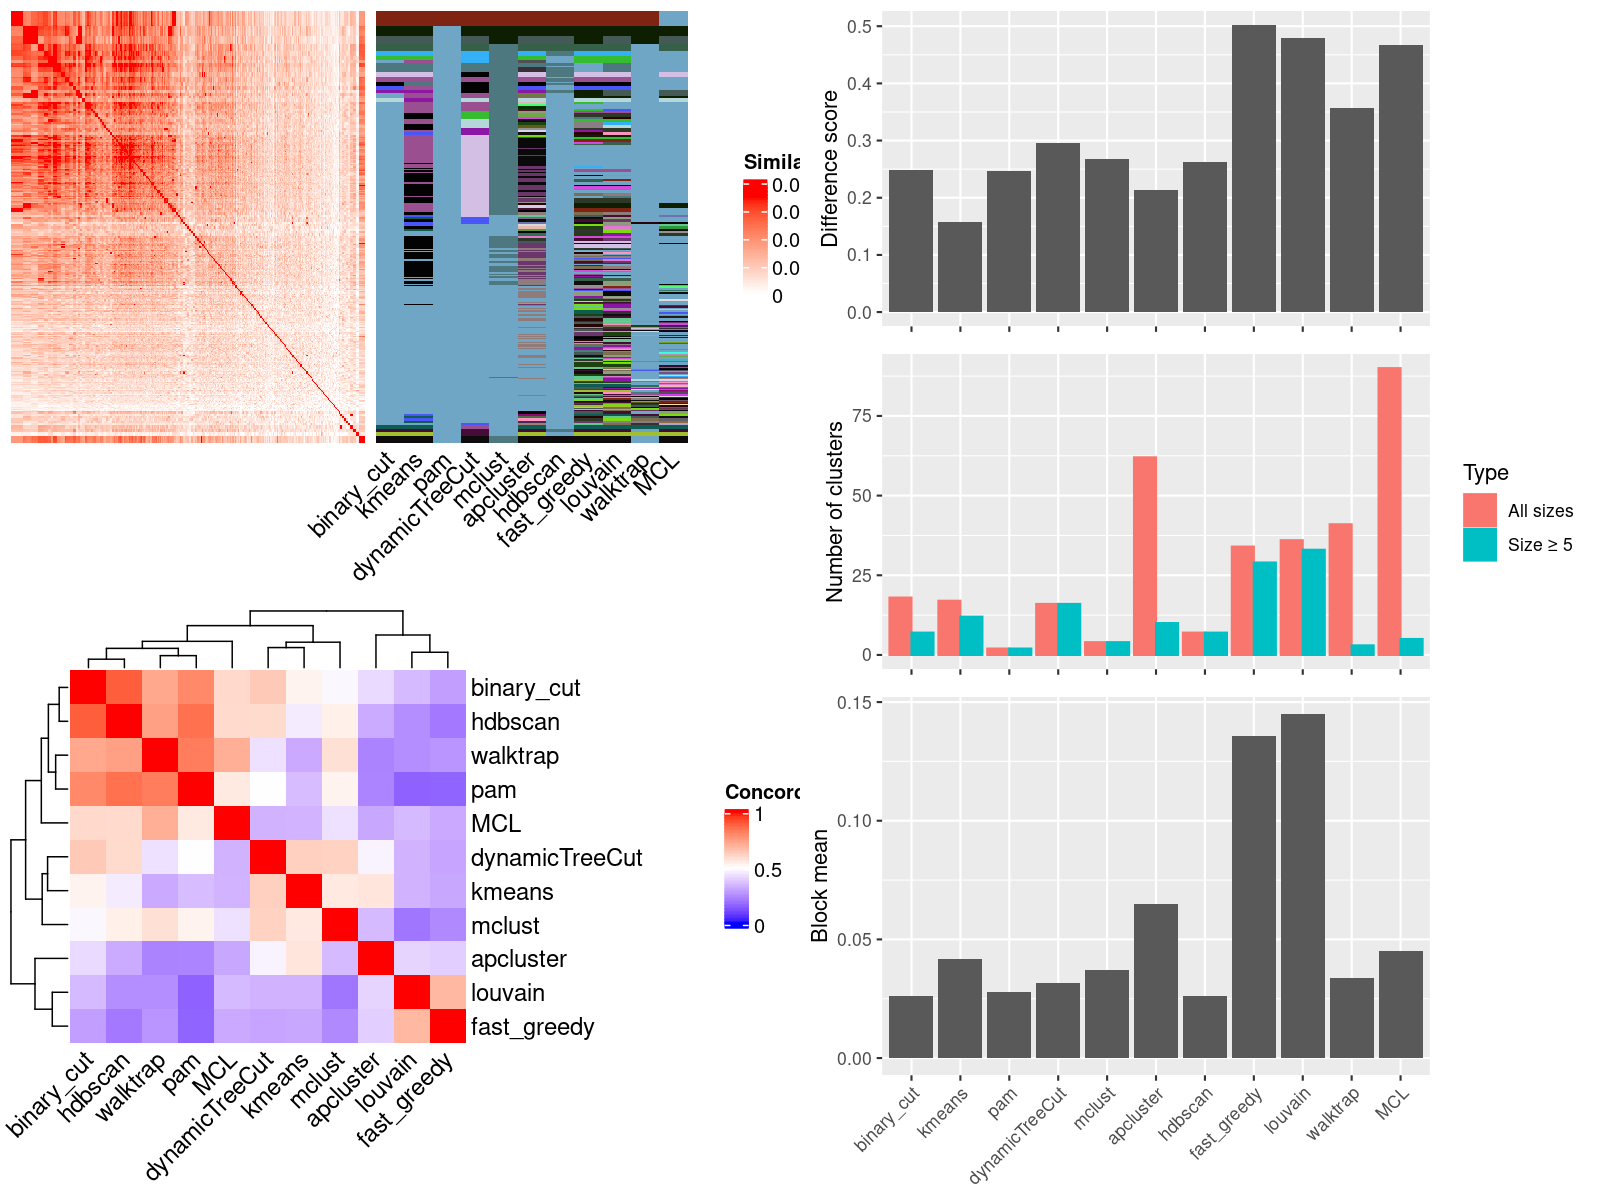 Simila
0.0
0.0
0.0
0.0
0
binary_cut
kmeans
pam
dynamicTreeCut
mclust
apcluster
hdbscan
fast_greedy
louvain
walktrap
MCL
binary_cut
hdbscan
walktrap
pam
MCL
dynamicTreeCut
kmeans
mclust
apcluster
louvain
fast_greedy
binary_cut
hdbscan
walktrap
pam
MCL
dynamicTreeCut
kmeans
mclust
apcluster
louvain
fast_greedy
Concord
1
0.5
0
Difference score
0.5
0.4
0.3
0.2
0.1
0.0
Number of clusters
75
50
25
0
Type
All sizes
Size ≥ 5
Block mean
0.15
0.10
0.05
0.00
binary_cut
kmeans
pam
dynamicTreeCut
mclust
apcluster
hdbscan
fast_greedy
louvain
walktrap
MCL